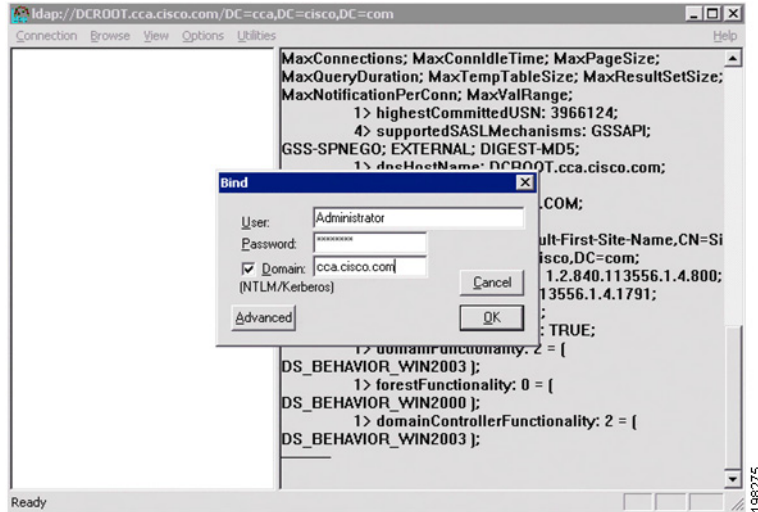 ldap://DCROOT.cca.cisco.com/DC=cca,DC=cisco,DC=com
Connection Browse View Options Utilities Help
MaxConnections; MaxConnIdleTime; MaxPageSize;
MaxQueryDuration; MaxTempTableSize; MaxResultSetSize;
MaxNotificationPerConn; MaxValRange;
1> highestCommittedUSN: 3966124;
4> supportedSASLMechanisms: GSSAPI;
GSS-SPNEGO; EXTERNAL; DIGEST-MD5;
1> dnsHostName: DCROOT.cca.cisco.com;
.COM;
ult-First-Site-Name,CN=Si
isco,DC=com;
1.2.840.113556.1.4.800;
13556.1.4.1791;
;
: TRUE;
1> domainFunctionality: 2 = (
DS_BEHAVIOR_WIN2003 );
1> forestFunctionality: 0 = (
DS_BEHAVIOR_WIN2000 );
1> domainControllerFunctionality: 2 = (
DS_BEHAVIOR_WIN2003 );
Bind
User: Administrator
Password: ********
Domain: cca.cisco.com
(NTLM/Kerberos)
Cancel
Advanced
OK
Ready
198275